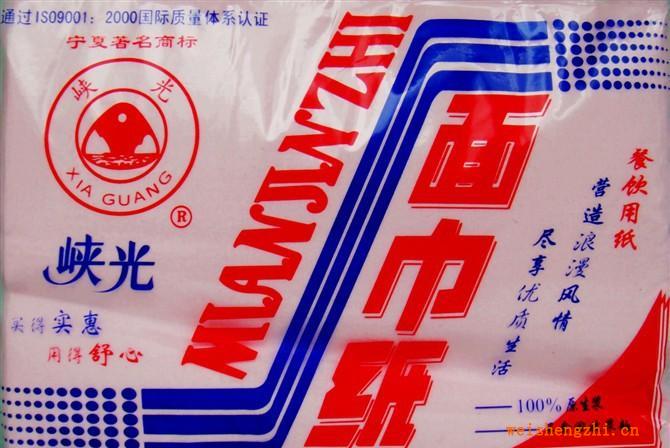 通过ISO9001：2000国际质量体系认证
宁夏著名商标
峡光
XIA GUANG
®
峡光
买得实惠
用得舒心
MIANJINZHI
面巾纸
餐饮用纸
营造浪漫风情
尽享优质生活
——100%原生浆
weishengzhi.cn